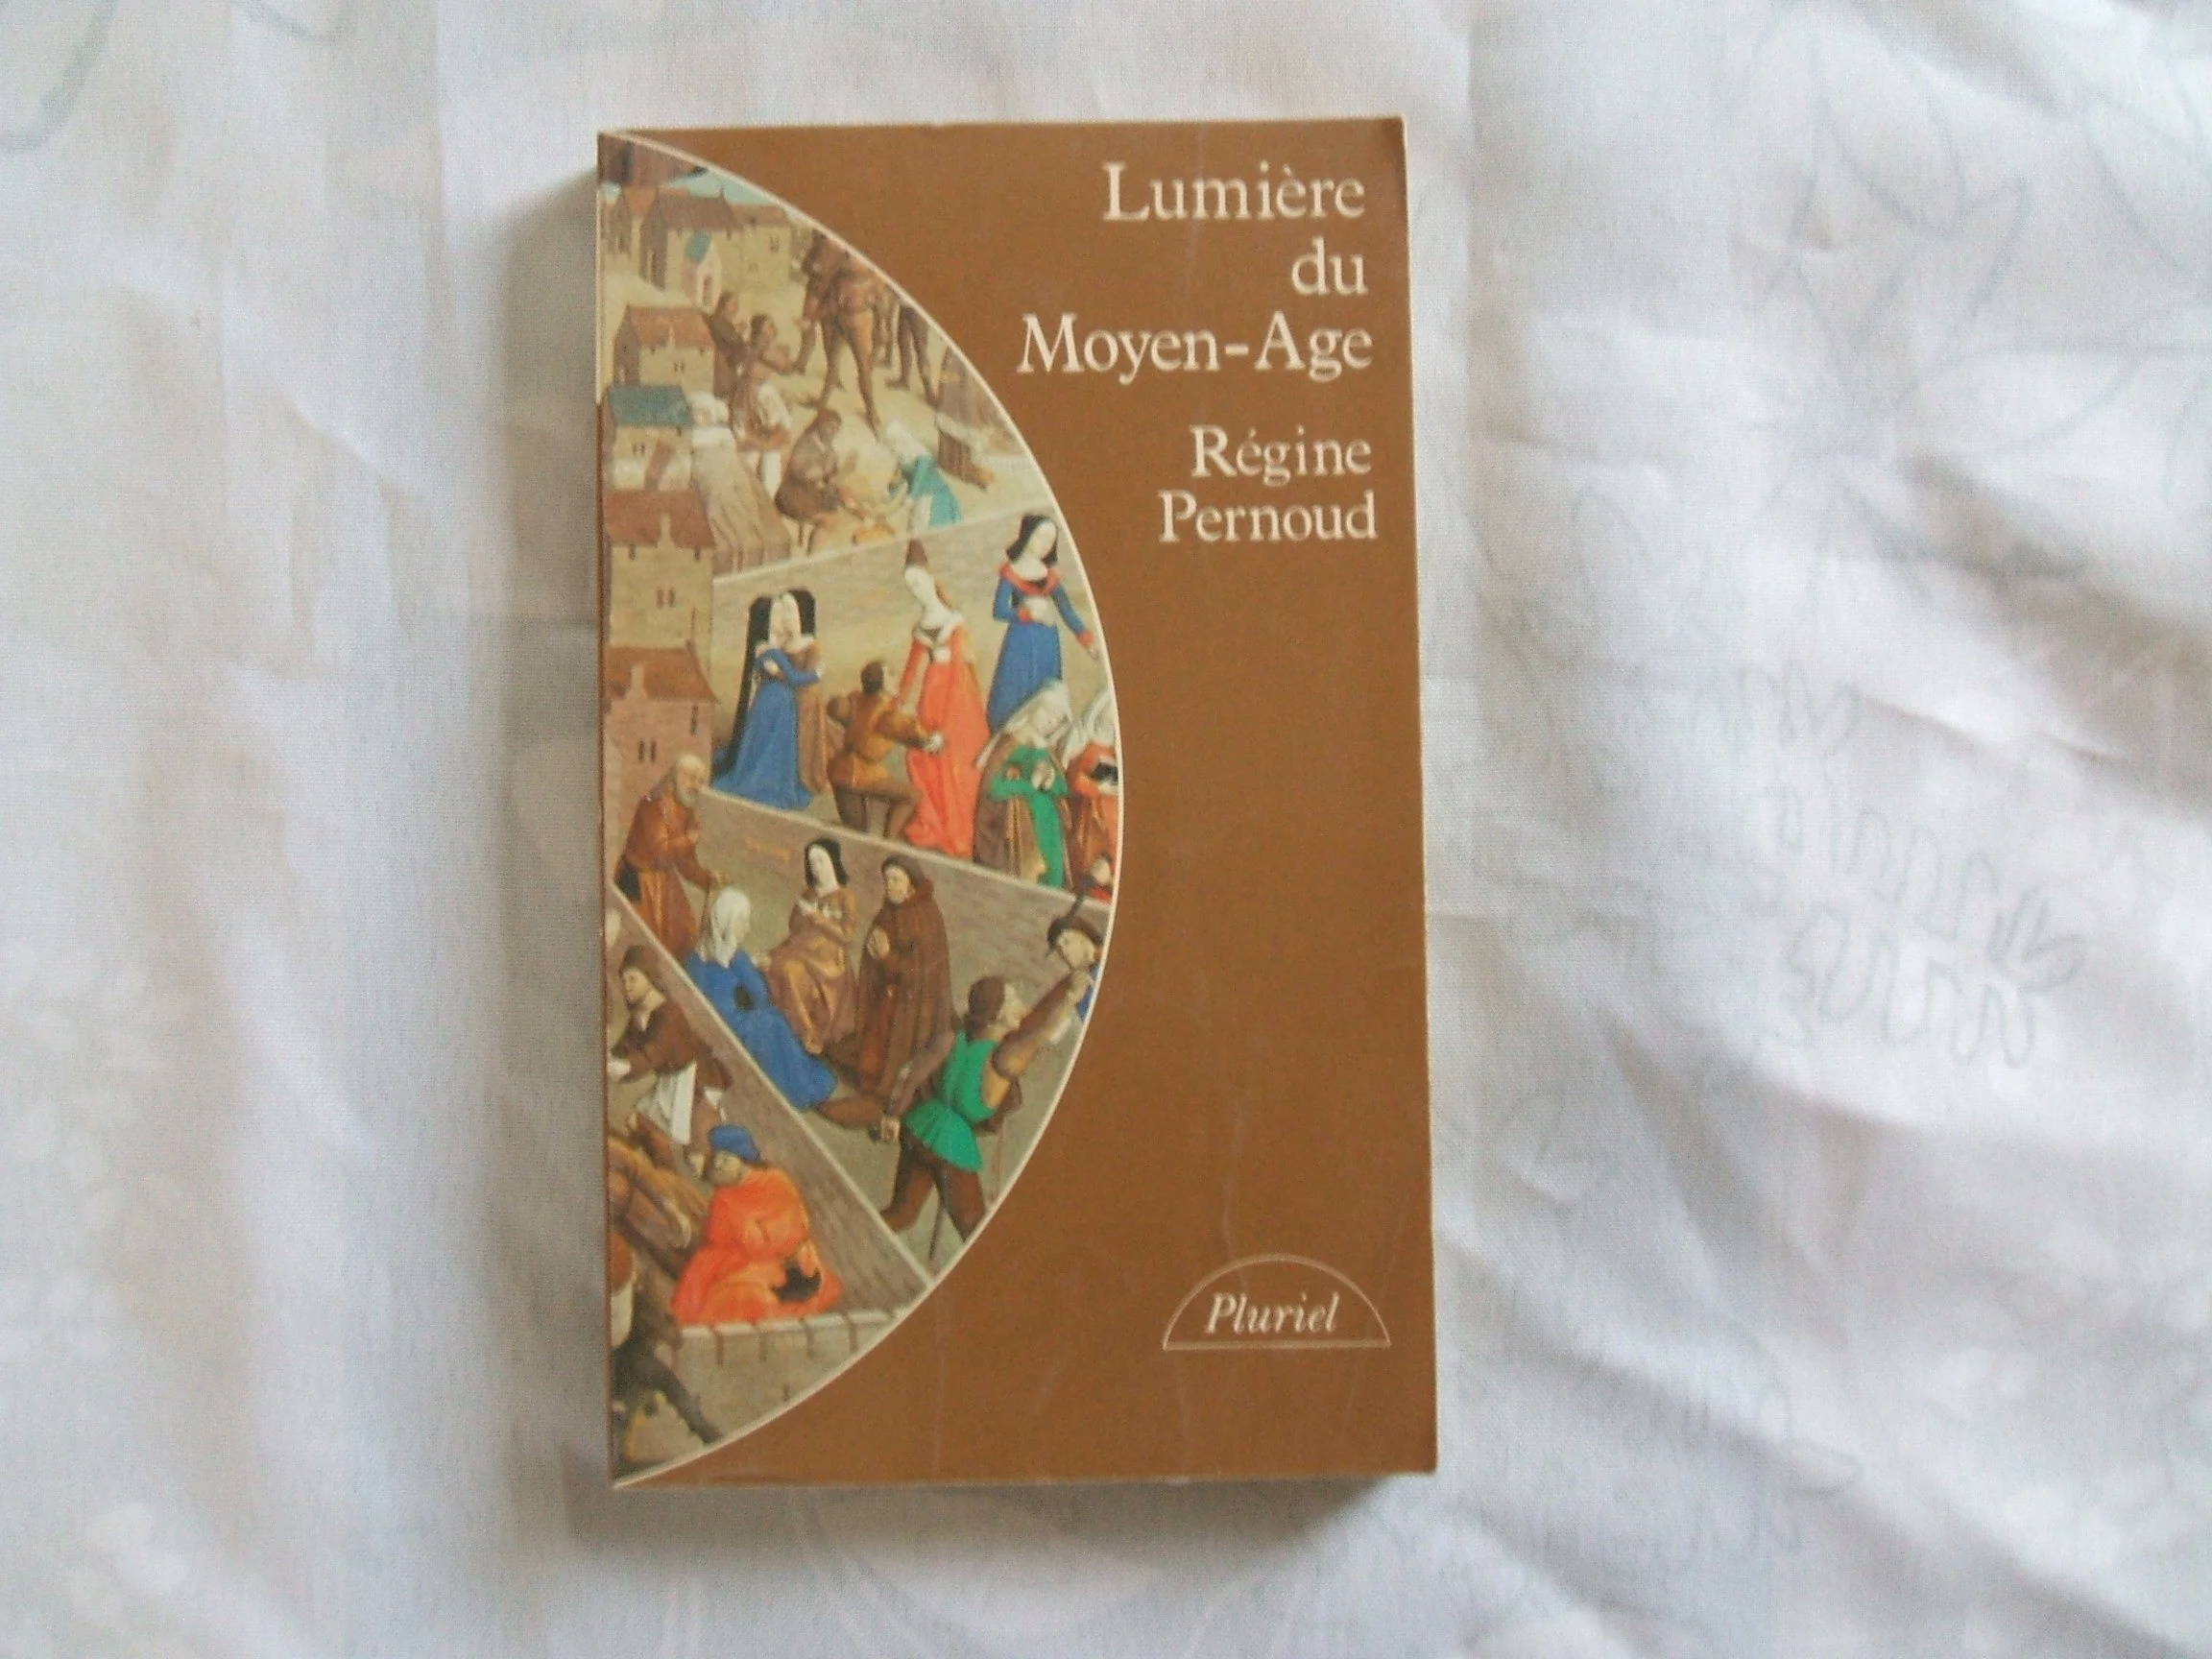 Lumière
du
Moyen-Age
Régine
Pernoud
Pluriel